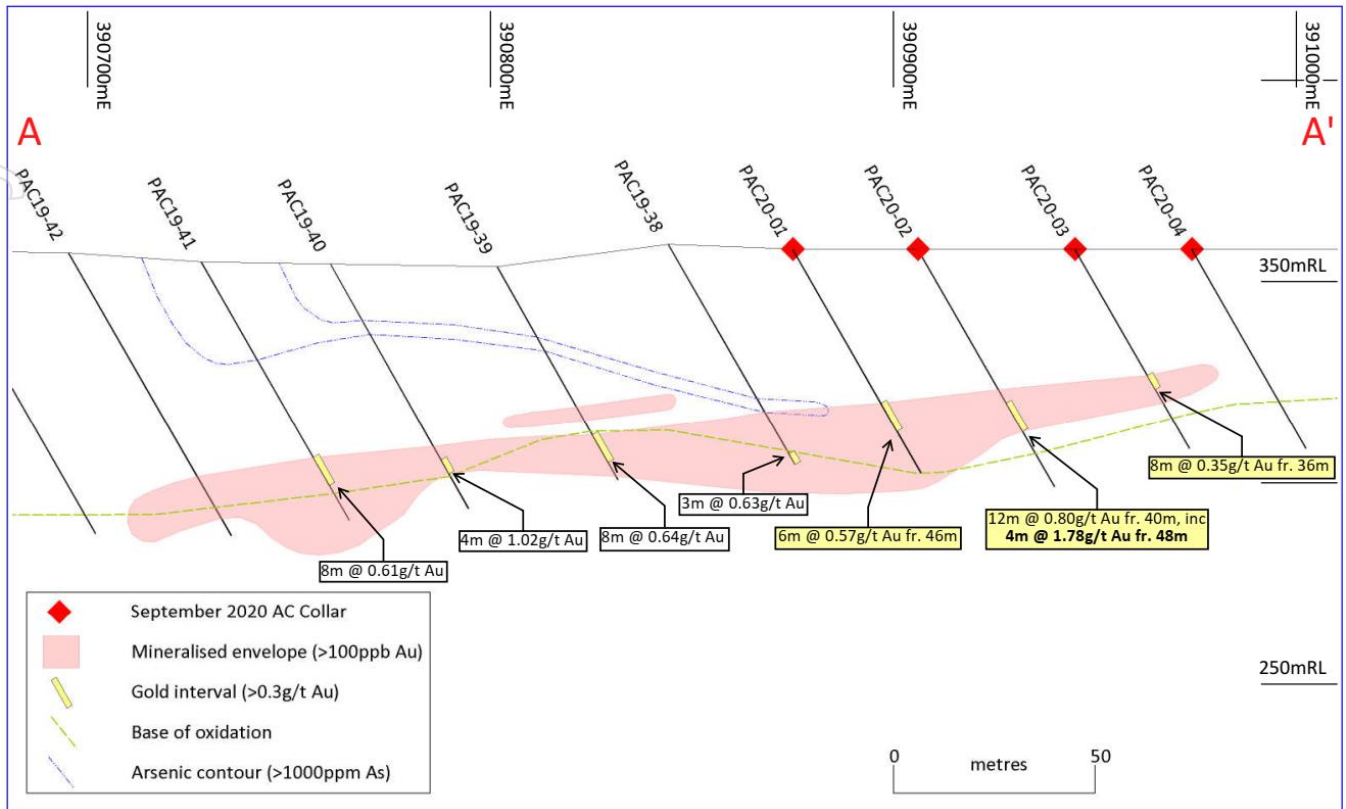 390700mE
390800mE
390900mE
391000mE
A
A'
PAC19-42
PAC19-41
PAC19-40
PAC19-39
PAC19-38
PAC20-01
PAC20-02
PAC20-03
PAC20-04
350mRL
8m @ 0.35g/t Au fr. 36m
3m @ 0.63g/t Au
12m @ 0.80g/t Au fr. 40m, inc
4m @ 1.78g/t Au fr. 48m
6m @ 0.57g/t Au fr. 46m
8m @ 0.64g/t Au
4m @ 1.02g/t Au
8m @ 0.61g/t Au
September 2020 AC Collar
Mineralised envelope (>100ppb Au)
Gold interval (>0.3g/t Au)
Base of oxidation
Arsenic contour (>1000ppm As)
250mRL
0 metres 50